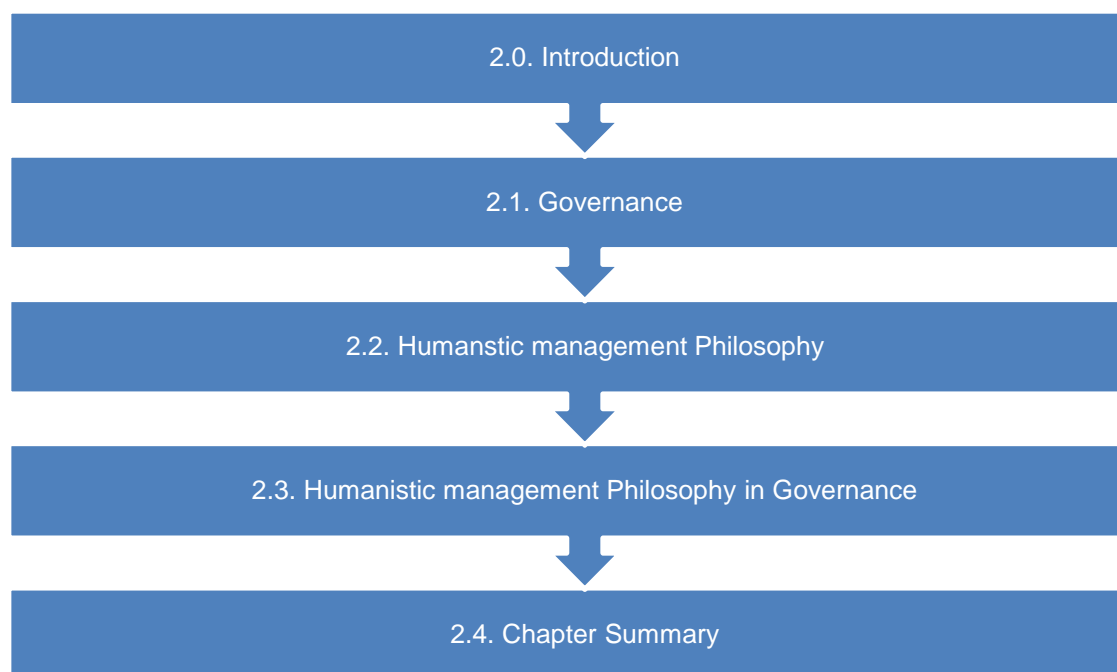 2.0. Introduction
2.1. Governance
2.2. Humanstic management Philosophy
2.3. Humanistic management Philosophy in Governance
2.4. Chapter Summary